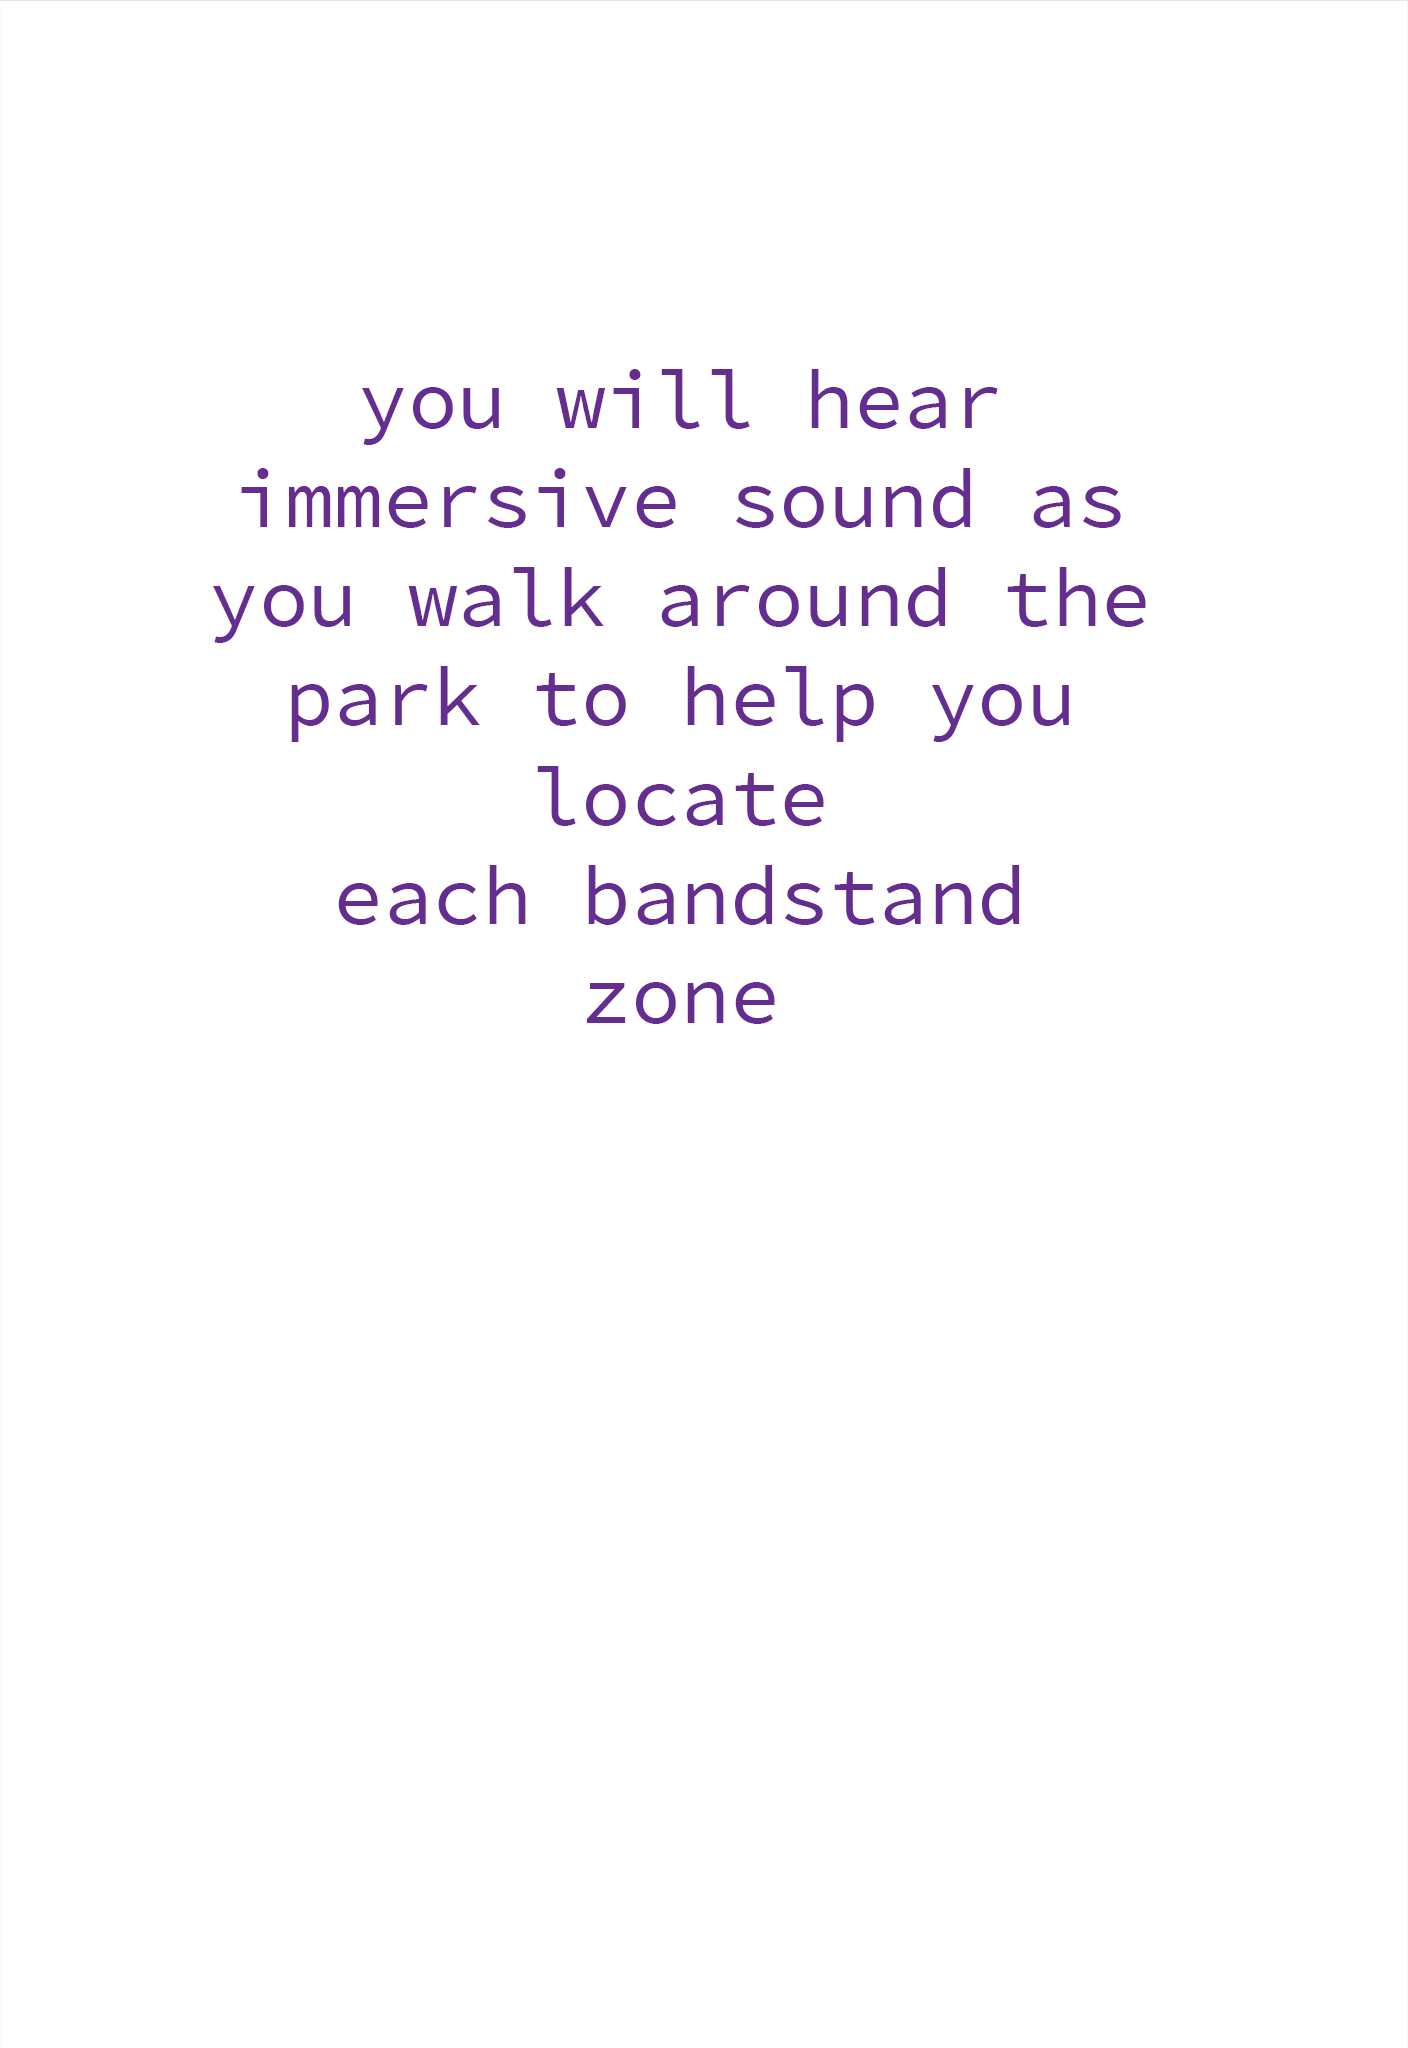 you will hear
immersive sound as
you walk around the
park to help you
locate
each bandstand
zone